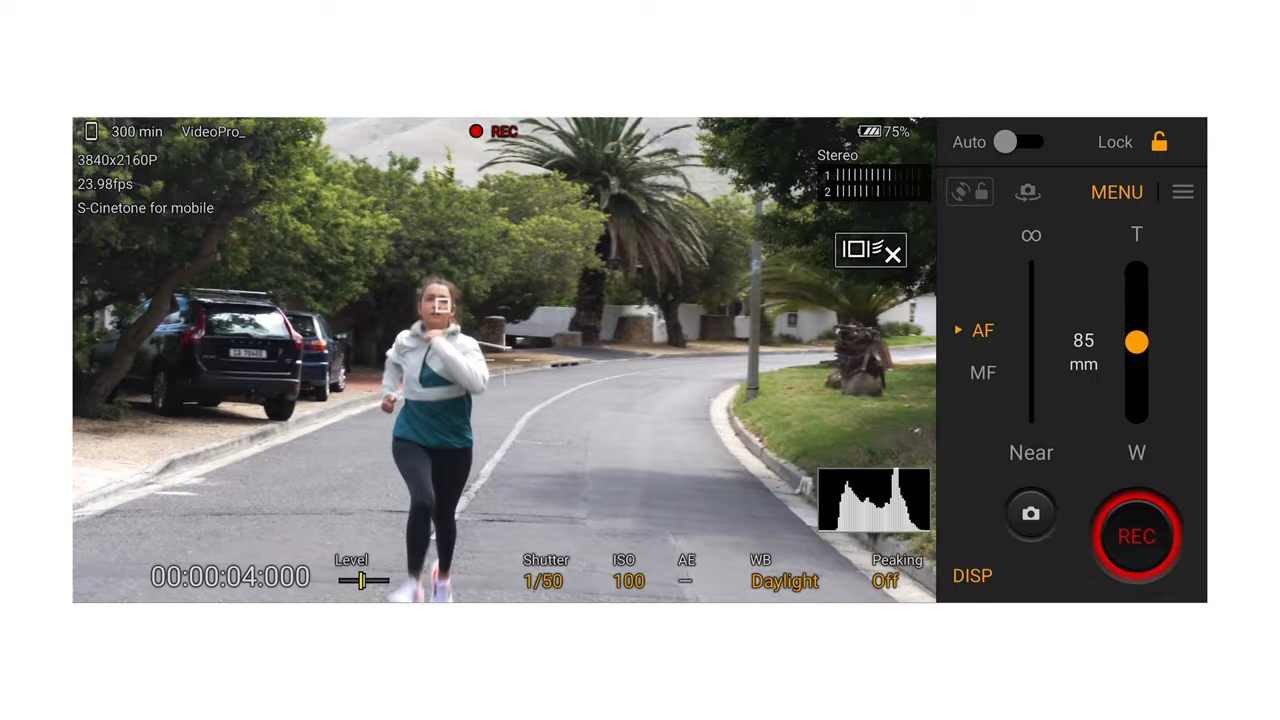 300 min VideoPro_
REC
75%
3840x2160P
23.98fps
S-Cinetone for mobile
Stereo
1
2
Auto
Lock
MENU
∞
T
AF
MF
85
mm
Near
W
REC
DISP
00:00:04:000
Level
Shutter
1/50
ISO
100
AE
—
WB
Daylight
Peaking
Off